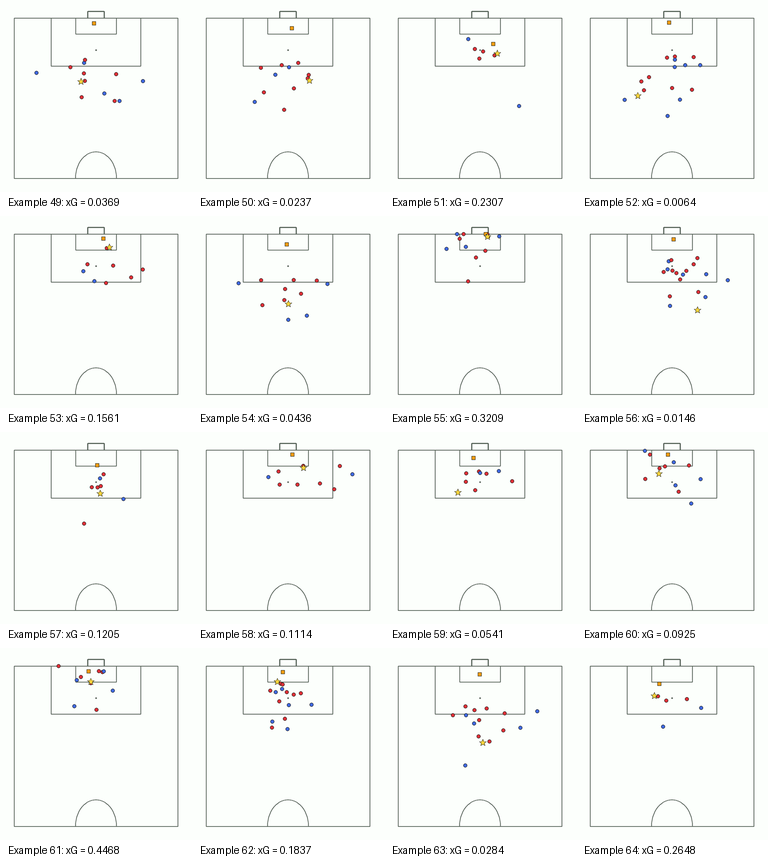 Example 49: xG = 0.0369
Example 50: xG = 0.0237
Example 51: xG = 0.2307
Example 52: xG = 0.0064
Example 53: xG = 0.1561
Example 54: xG = 0.0436
Example 55: xG = 0.3209
Example 56: xG = 0.0146
Example 57: xG = 0.1205
Example 58: xG = 0.1114
Example 59: xG = 0.0541
Example 60: xG = 0.0925
Example 61: xG = 0.4468
Example 62: xG = 0.1837
Example 63: xG = 0.0284
Example 64: xG = 0.2648